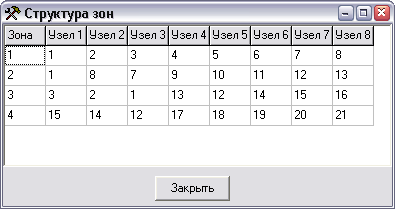 Структура зон
Зона Узел 1 Узел 2 Узел 3 Узел 4 Узел 5 Узел 6 Узел 7 Узел 8
1 1 2 3 4 5 6 7 8
2 1 8 7 9 10 11 12 13
3 3 2 1 13 12 14 15 16
4 15 14 12 17 18 19 20 21
Закрыть